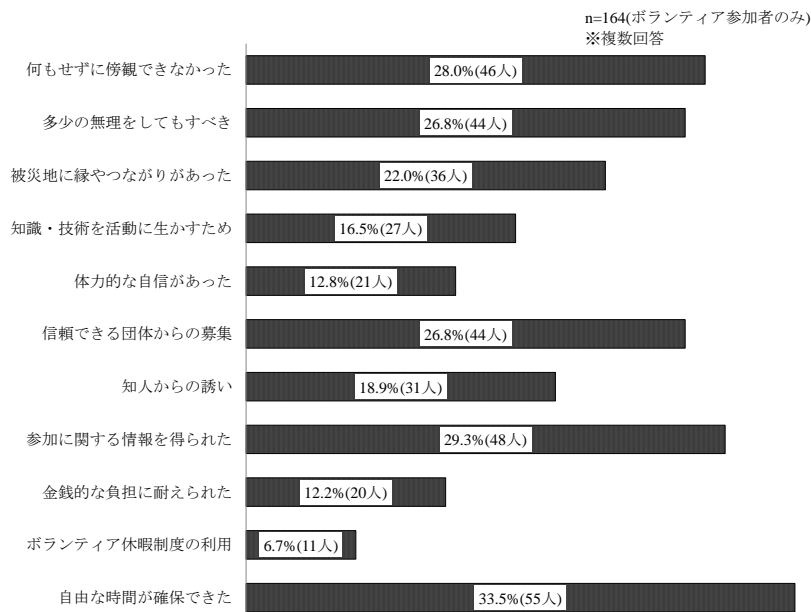 n=164(ボランティア参加者のみ)
※複数回答
何もせずに傍観できなかった
28.0%(46人)
多少の無理をしてもすべき
26.8%(44人)
被災地に縁やつながりがあった
22.0%(36人)
知識・技術を活動に生かすため
16.5%(27人)
体力的な自信があった
12.8%(21人)
信頼できる団体からの募集
26.8%(44人)
知人からの誘い
18.9%(31人)
参加に関する情報を得られた
29.3%(48人)
金銭的な負担に耐えられた
12.2%(20人)
ボランティア休暇制度の利用
6.7%(11人)
自由な時間が確保できた
33.5%(55人)